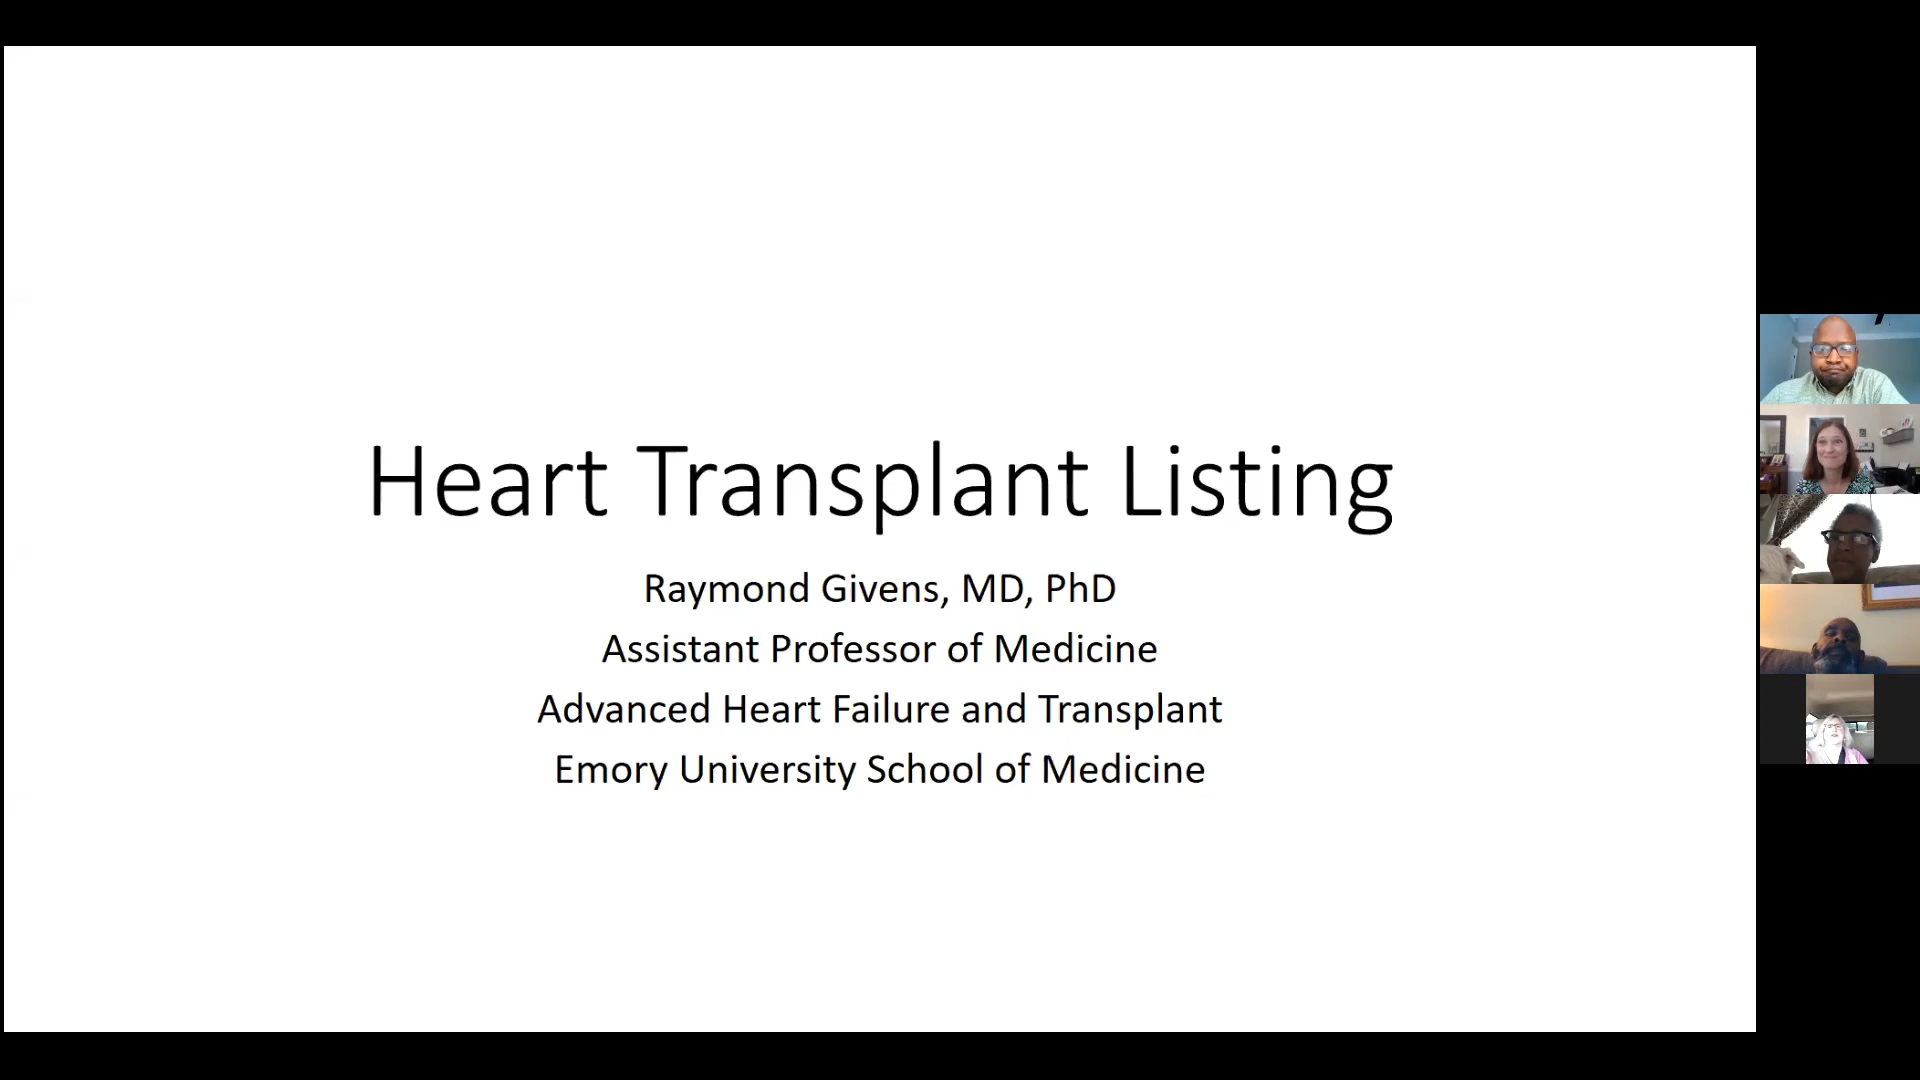 Heart Transplant Listing
Raymond Givens, MD, PhD
Assistant Professor of Medicine
Advanced Heart Failure and Transplant
Emory University School of Medicine